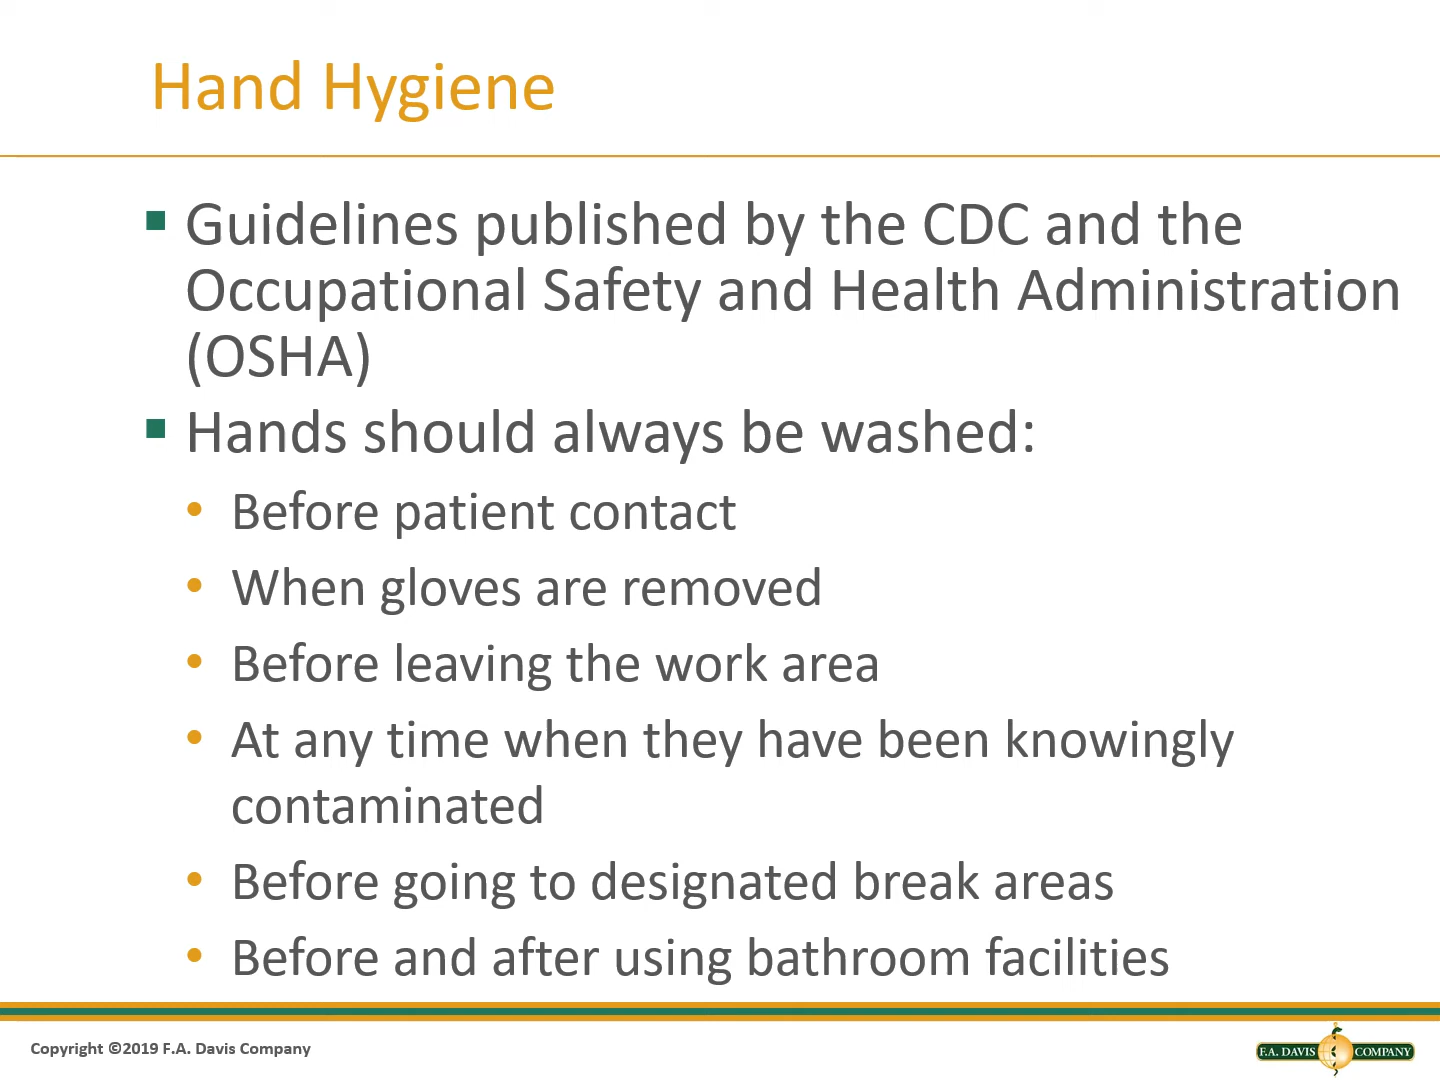 Hand Hygiene
▪ Guidelines published by the CDC and the
Occupational Safety and Health Administration
(OSHA)
▪ Hands should always be washed:
• Before patient contact
• When gloves are removed
• Before leaving the work area
• At any time when they have been knowingly
contaminated
• Before going to designated break areas
• Before and after using bathroom facilities
Copyright ©2019 F.A. Davis Company
F.A. DAVIS COMPANY